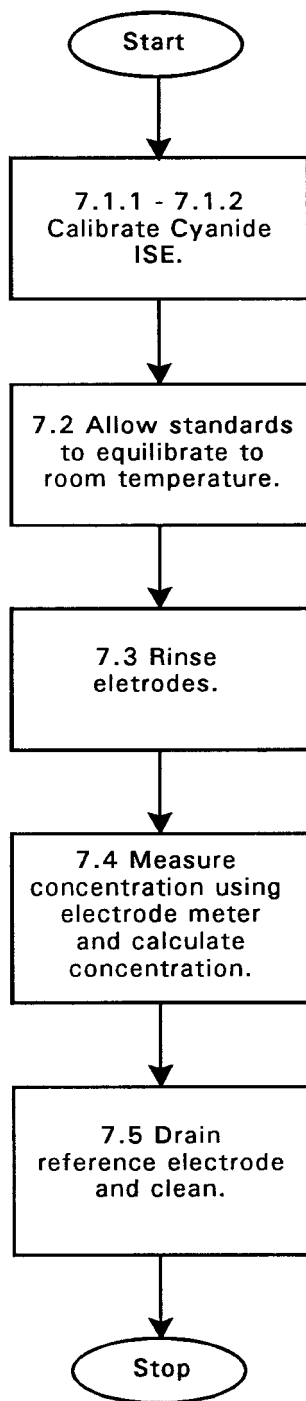 Start
7.1.1 - 7.1.2
Calibrate Cyanide
ISE.
7.2 Allow standards
to equilibrate to
room temperature.
7.3 Rinse
eletrodes.
7.4 Measure
concentration using
electrode meter
and calculate
concentration.
7.5 Drain
reference electrode
and clean.
Stop